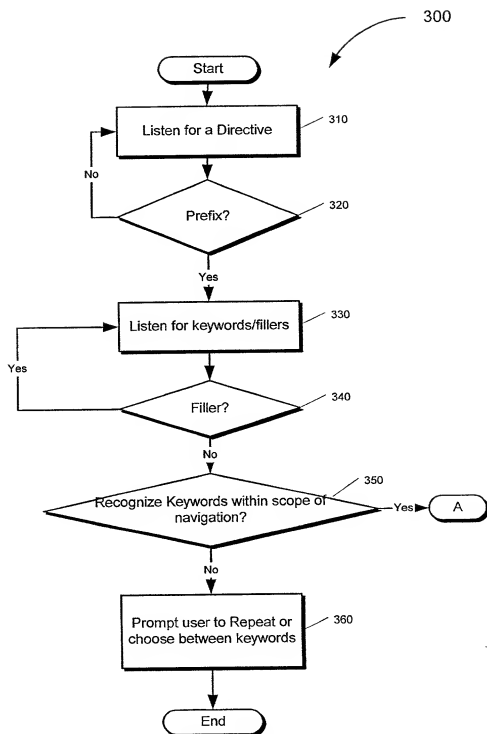 300
Start
Listen for a Directive
310
No
Prefix?
320
Yes
Listen for keywords/fillers
330
Yes
Filler?
340
No
350
Recognize Keywords within scope of
navigation?
Yes
A
No
Prompt user to Repeat or
choose between keywords
360
End